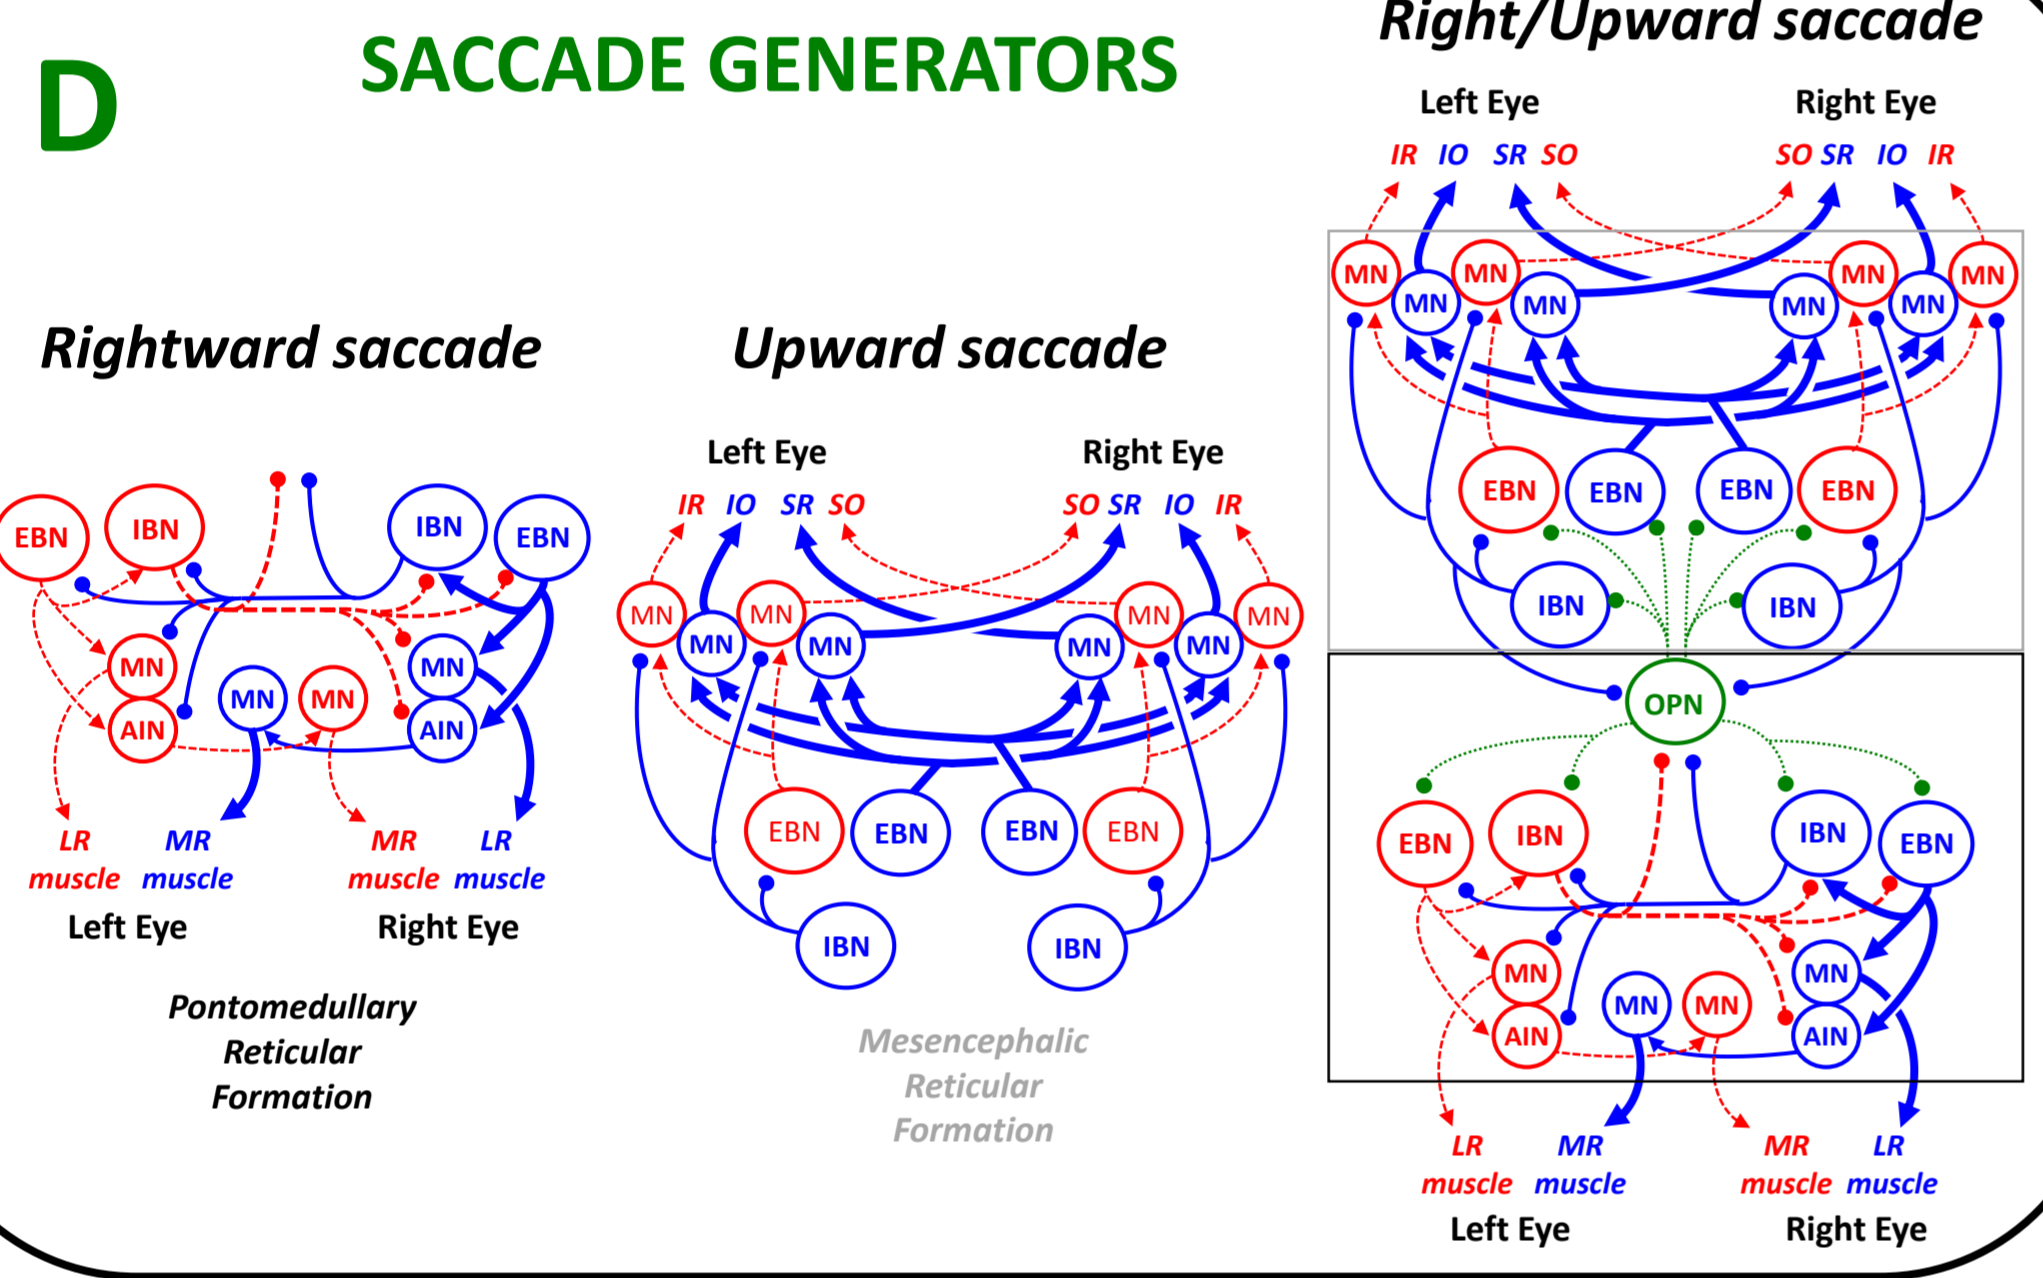 D
SACCADE GENERATORS
Rightward saccade
EBN IBN IBN EBN
MN MN
MN MN
AIN AIN
LR MR MR LR
muscle muscle muscle muscle
Left Eye Right Eye
Pontomedullary
Reticular
Formation
Upward saccade
Left Eye Right Eye
IR IO SR SO SO SR IO IR
MN MN MN MN
MN MN MN MN
EBN EBN EBN EBN
IBN IBN
Mesencephalic
Reticular
Formation
Right/Upward saccade
Left Eye Right Eye
IR IO SR SO SO SR IO IR
MN MN MN MN
MN MN MN MN
EBN EBN EBN EBN
IBN IBN
OPN
EBN IBN IBN EBN
MN MN
MN MN
AIN AIN
LR MR MR LR
muscle muscle muscle muscle
Left Eye Right Eye